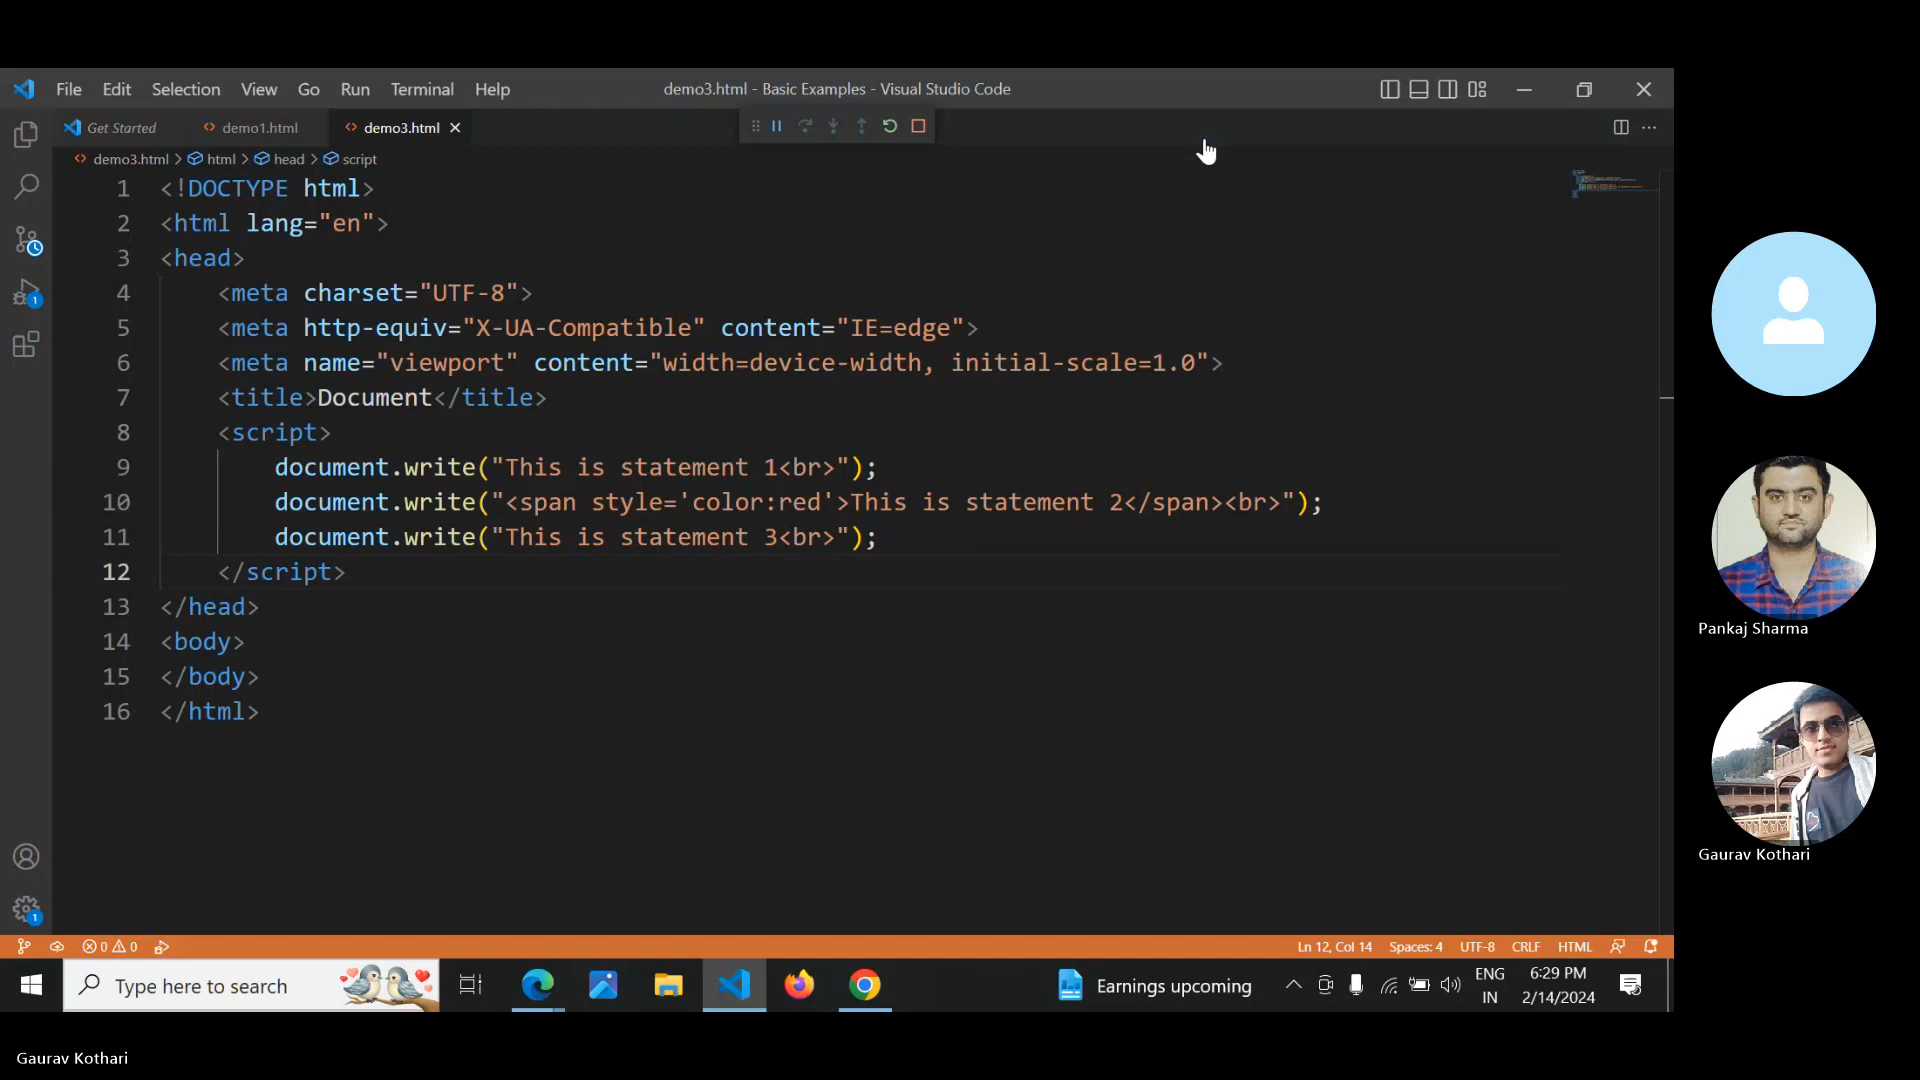 File Edit Selection View Go Run Terminal Help
demo3.html - Basic Examples - Visual Studio Code
Get Started demo1.html demo3.html
demo3.html > html > head > script
1 <!DOCTYPE html>
2 <html lang="en">
3 <head>
4 <meta charset="UTF-8">
5 <meta http-equiv="X-UA-Compatible" content="IE=edge">
6 <meta name="viewport" content="width=device-width, initial-scale=1.0">
7 <title>Document</title>
8 <script>
9 document.write("This is statement 1<br>");
10 document.write("<span style='color:red'>This is statement 2</span><br>");
11 document.write("This is statement 3<br>");
12 </script>
13 </head>
14 <body>
15 </body>
16 </html>
1
1
0 0
Ln 12, Col 14 Spaces: 4 UTF-8 CRLF HTML
Type here to search
Earnings upcoming
ENG
IN
6:29 PM
2/14/2024
Pankaj Sharma
Gaurav Kothari
Gaurav Kothari